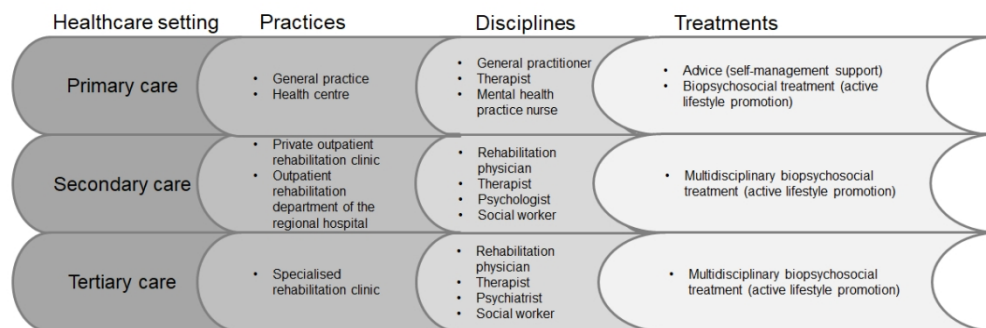 Healthcare setting Practices Disciplines Treatments
Primary care
• General practice
• Health centre
• General practitioner
• Therapist
• Mental health
practice nurse
• Advice (self-management support)
• Biopsychosocial treatment (active
lifestyle promotion)
Secondary care
• Private outpatient
rehabilitation clinic
• Outpatient
rehabilitation
department of the
regional hospital
• Rehabilitation
physician
• Therapist
• Psychologist
• Social worker
• Multidisciplinary biopsychosocial
treatment (active lifestyle promotion)
Tertiary care
• Specialised
rehabilitation clinic
• Rehabilitation
physician
• Therapist
• Psychiatrist
• Social worker
• Multidisciplinary biopsychosocial
treatment (active lifestyle promotion)